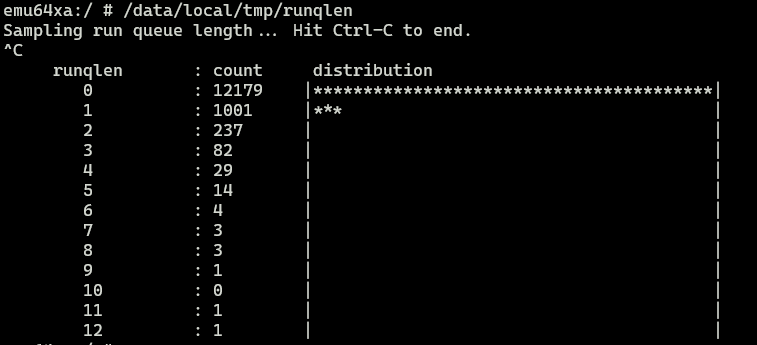 emu64xa:/ # /data/local/tmp/runqlen
Sampling run queue length... Hit Ctrl-C to end.
^C
     runqlen       : count     distribution
        0          : 12179    |****************************************|
        1          : 1001     |***                                     |
        2          : 237      |                                        |
        3          : 82       |                                        |
        4          : 29       |                                        |
        5          : 14       |                                        |
        6          : 4        |                                        |
        7          : 3        |                                        |
        8          : 3        |                                        |
        9          : 1        |                                        |
        10         : 0        |                                        |
        11         : 1        |                                        |
        12         : 1        |                                        |